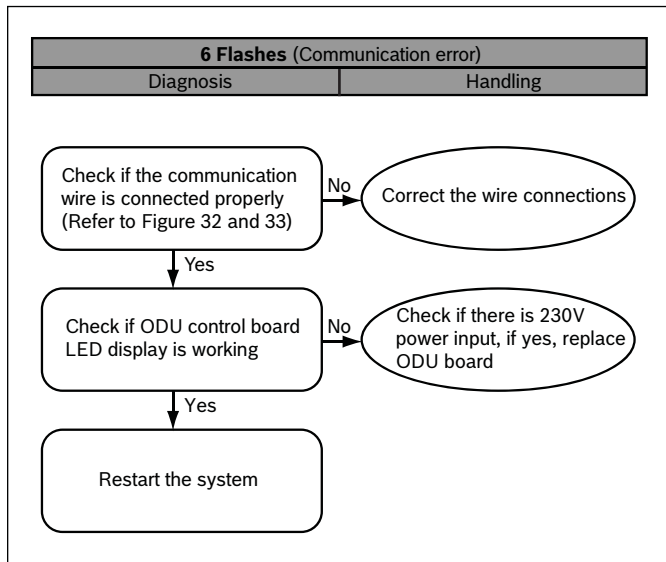 6 Flashes (Communication error)
Diagnosis
Handling
Check if the communication
wire is connected properly
(Refer to Figure 32 and 33)
No
Correct the wire connections
Yes
Check if ODU control board
LED display is working
No
Check if there is 230V
power input, if yes, replace
ODU board
Yes
Restart the system